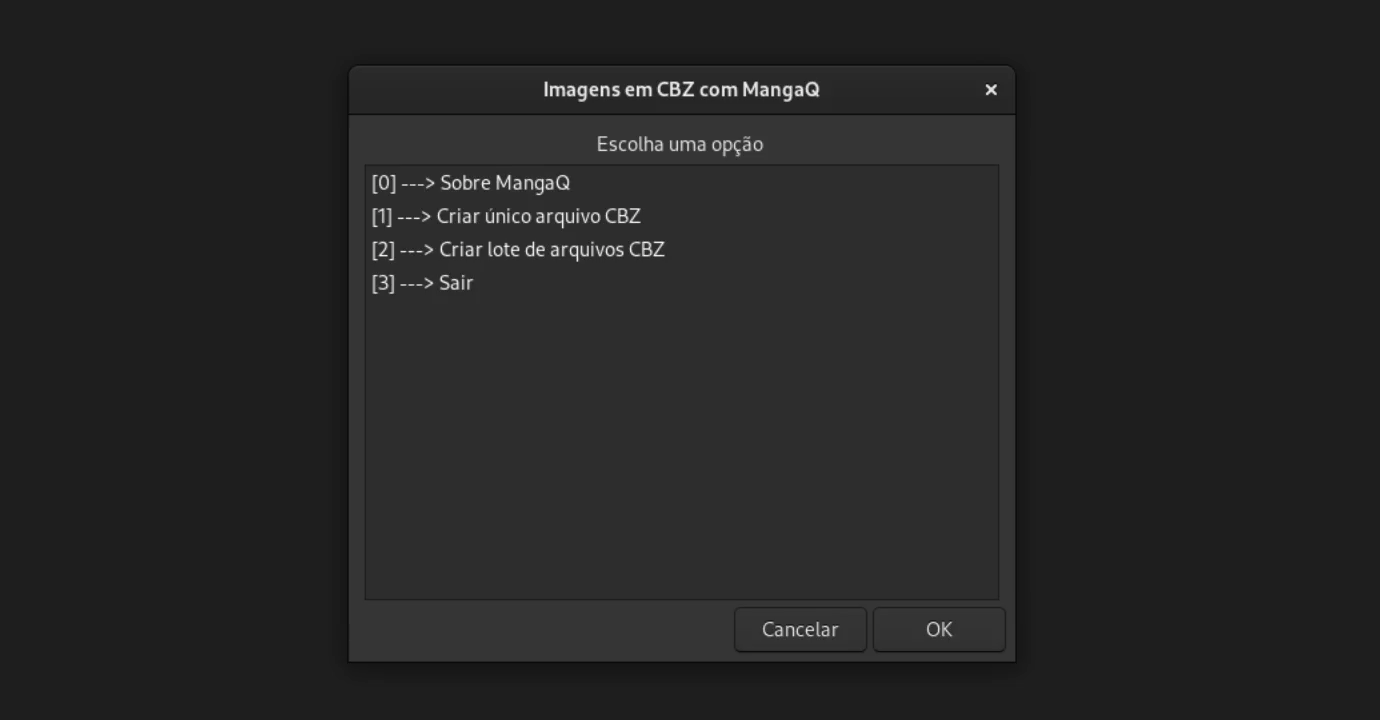 Imagens em CBZ com MangaQ
×
Escolha uma opção
[0] ---> Sobre MangaQ
[1] ---> Criar único arquivo CBZ
[2] ---> Criar lote de arquivos CBZ
[3] ---> Sair
Cancelar
OK